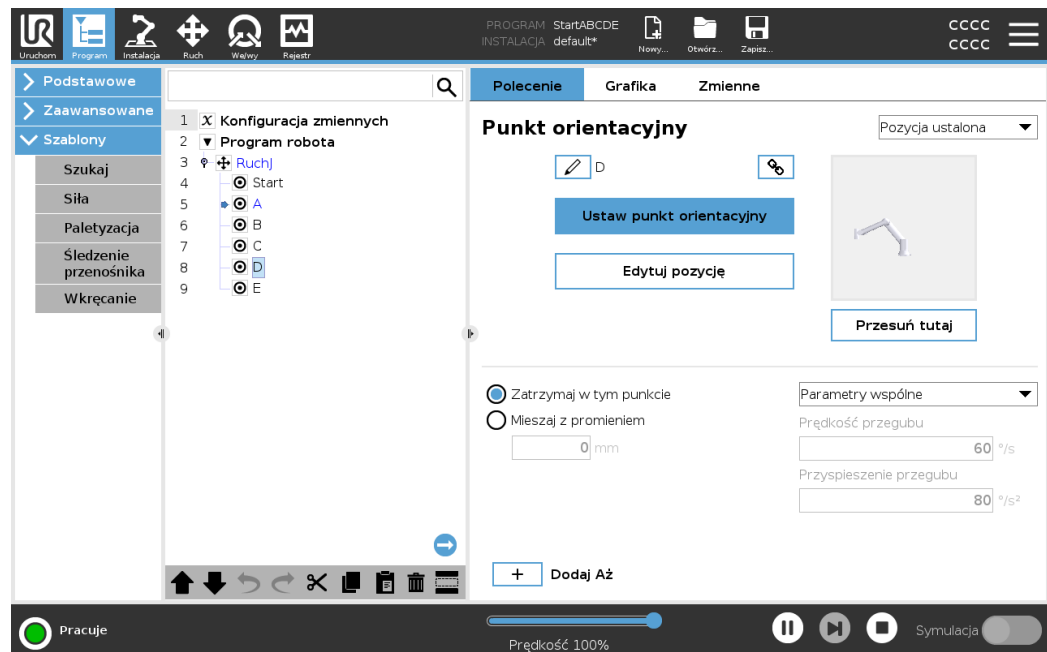 PROGRAM StartABCDE
INSTALACJA default*
CCCC
CCCC
UR
Uruchom Program Instalacja Ruch We/wy Rejestr Nowy... Otwórz... Zapisz...
Podstawowe
Zaawansowane
Szablony
Szukaj
Siła
Paletyzacja
Śledzenie
przenośnika
Wkręcanie
1 X Konfiguracja zmiennych
2 Program robota
3 RuchJ
4 Start
5 A
6 B
7 C
8 D
9 E
Polecenie Grafika Zmienne
Punkt orientacyjny
Pozycja ustalona
D
Ustaw punkt orientacyjny
Edytuj pozycję
Przesuń tutaj
Zatrzymaj w tym punkcie
Mieszaj z promieniem
0 mm
Parametry wspólne
Prędkość przegubu
60 °/s
Przyspieszenie przegubu
80 °/s²
+ Dodaj Aż
Pracuje
Prędkość 100%
Symulacja